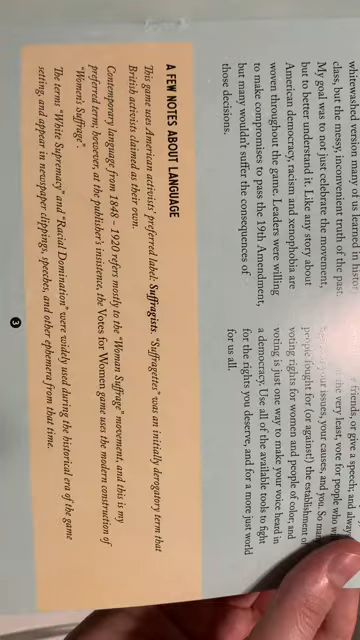 whitewashed version many of us learned in
class, but the messy, inconvenient truth of the past.
My goal was to not just celebrate the movement,
but to better understand it. Like any story about
American democracy, racism and xenophobia are
woven throughout the game. Leaders were willing
to make compromises to pass the 19th Amendment,
but many wouldn't suffer the consequences of
those decisions.
friends, or give a speech; and
the very least, vote for people who
issues, your causes, and you. So
people fought for (or against!) the establishment
voting rights for women and people of color; and
voting is just one way to make your voice heard in
a democracy. Use all of the available tools to fight
for the rights you deserve, and for a more just world
for us all.
A FEW NOTES ABOUT LANGUAGE
This game uses American activists' preferred label: Suffragists. "Suffragettes" was an initially derogatory term that
British activists claimed as their own.
Contemporary language from 1848 - 1920 refers mostly to the "Woman Suffrage" movement, and this is my
preferred term; however, at the publisher's insistence, the Votes for Women game uses the modern construction of
"Women's Suffrage".
The terms "White Supremacy" and "Racial Domination" were widely used during the historical era of the game
setting, and appear in newspaper clippings, speeches, and other ephemera from that time.
3